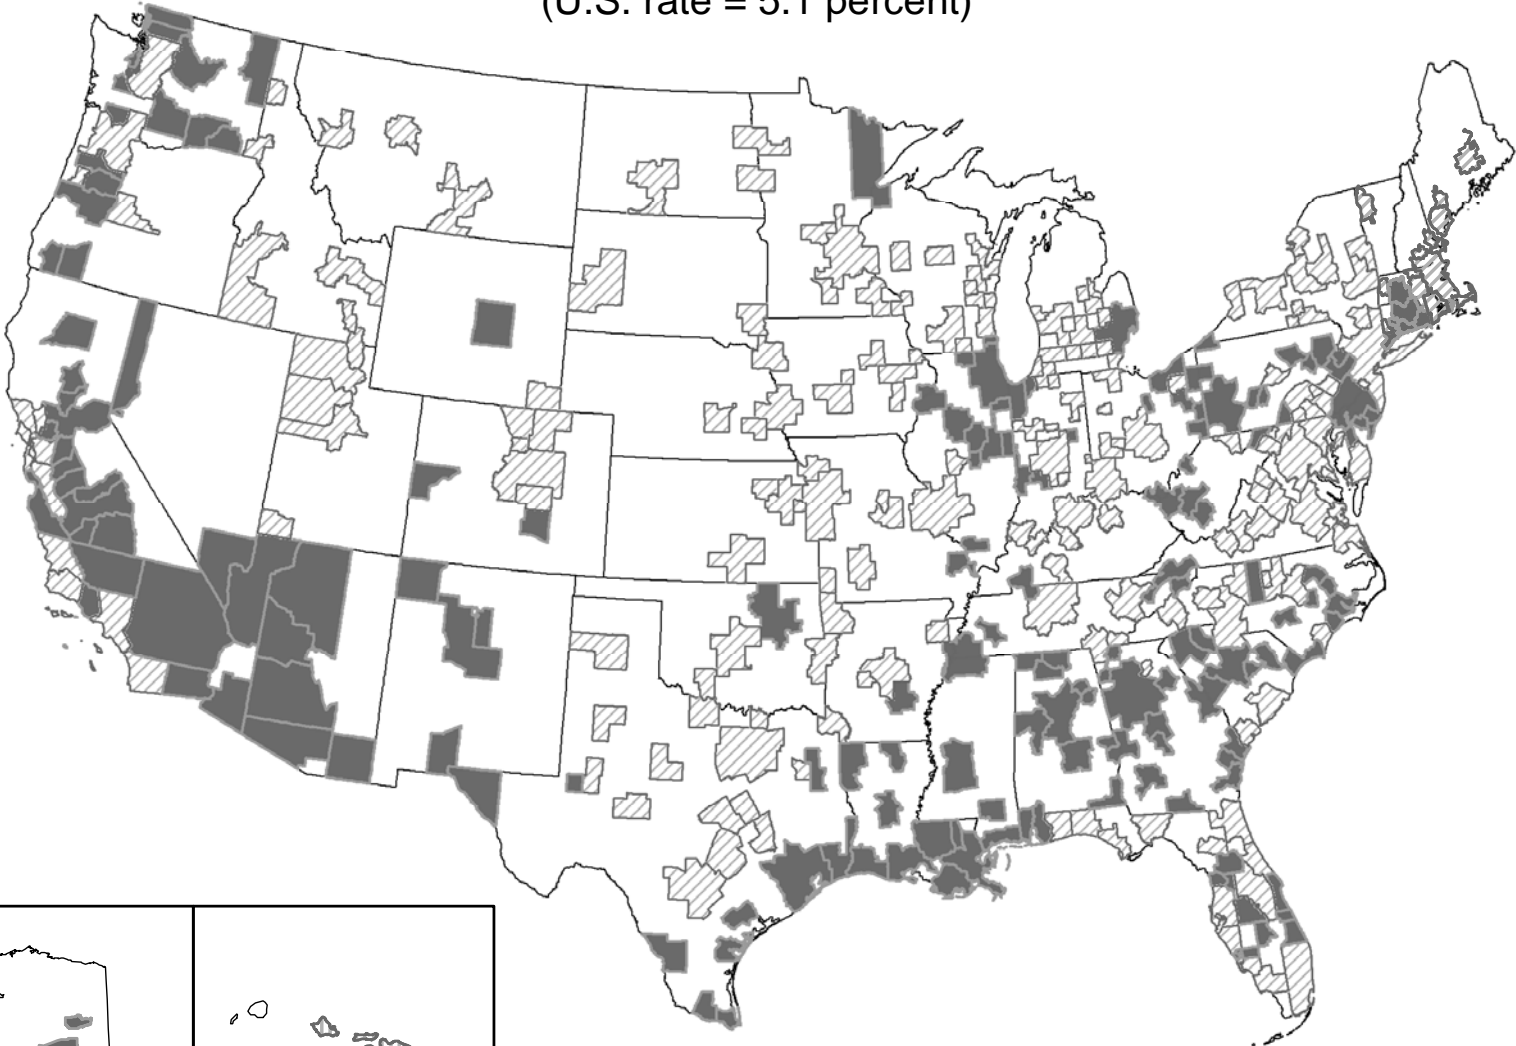 (U.S. rate = 5.1 percent)